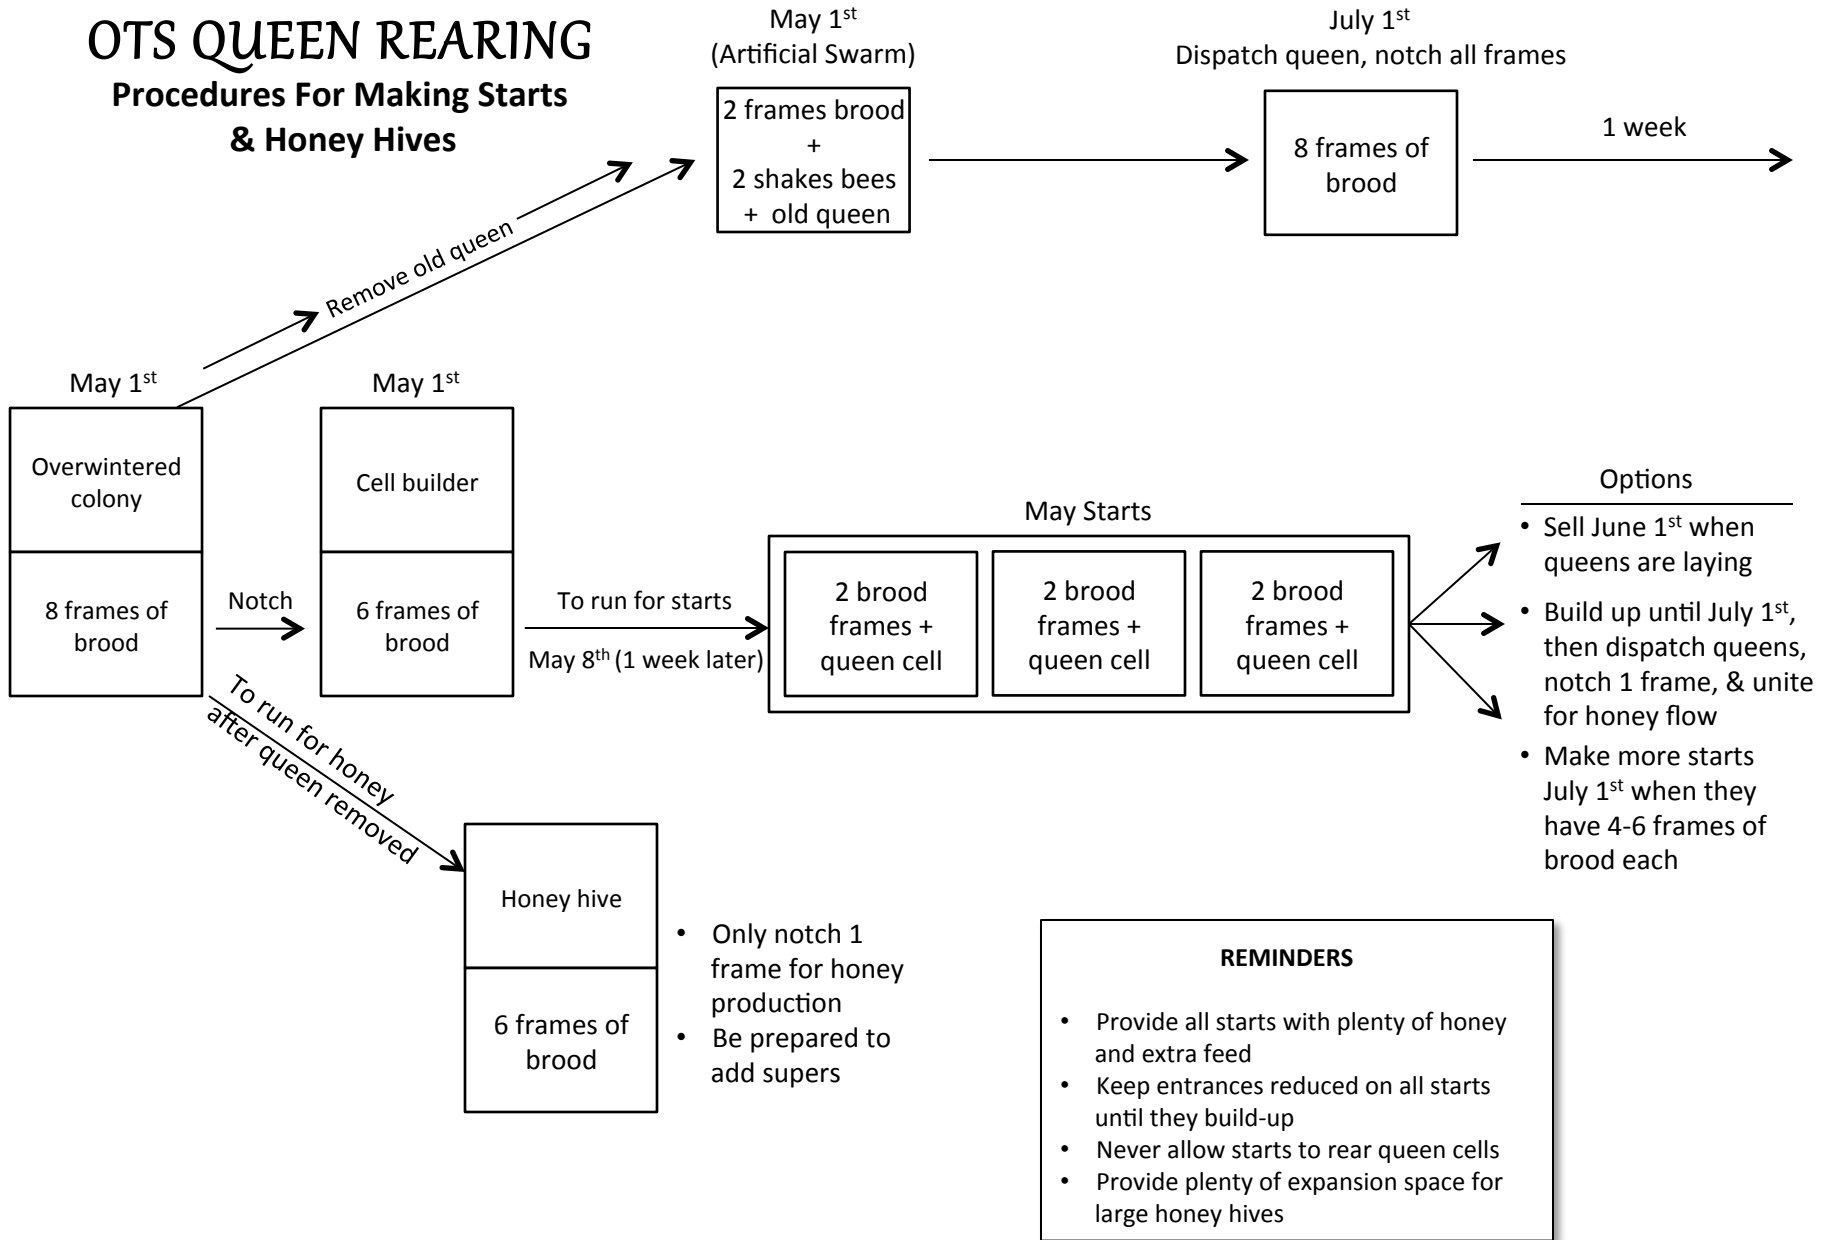 OTS QUEEN REARING
Procedures For Making Starts
& Honey Hives
May 1st
(Artificial Swarm)
2 frames brood
+
2 shakes bees
+ old queen
July 1st
Dispatch queen, notch all frames
8 frames of
brood
1 week
Remove old queen
May 1st
Overwintered
colony
8 frames of
brood
Notch
May 1st
Cell builder
6 frames of
brood
To run for starts
May 8th (1 week later)
May Starts
2 brood
frames +
queen cell
2 brood
frames +
queen cell
2 brood
frames +
queen cell
Options
• Sell June 1st when
queens are laying
• Build up until July 1st,
then dispatch queens,
notch 1 frame, & unite
for honey flow
• Make more starts
July 1st when they
have 4-6 frames of
brood each
To run for honey
after queen removed
Honey hive
6 frames of
brood
• Only notch 1
frame for honey
production
• Be prepared to
add supers
REMINDERS
• Provide all starts with plenty of honey
and extra feed
• Keep entrances reduced on all starts
until they build-up
• Never allow starts to rear queen cells
• Provide plenty of expansion space for
large honey hives